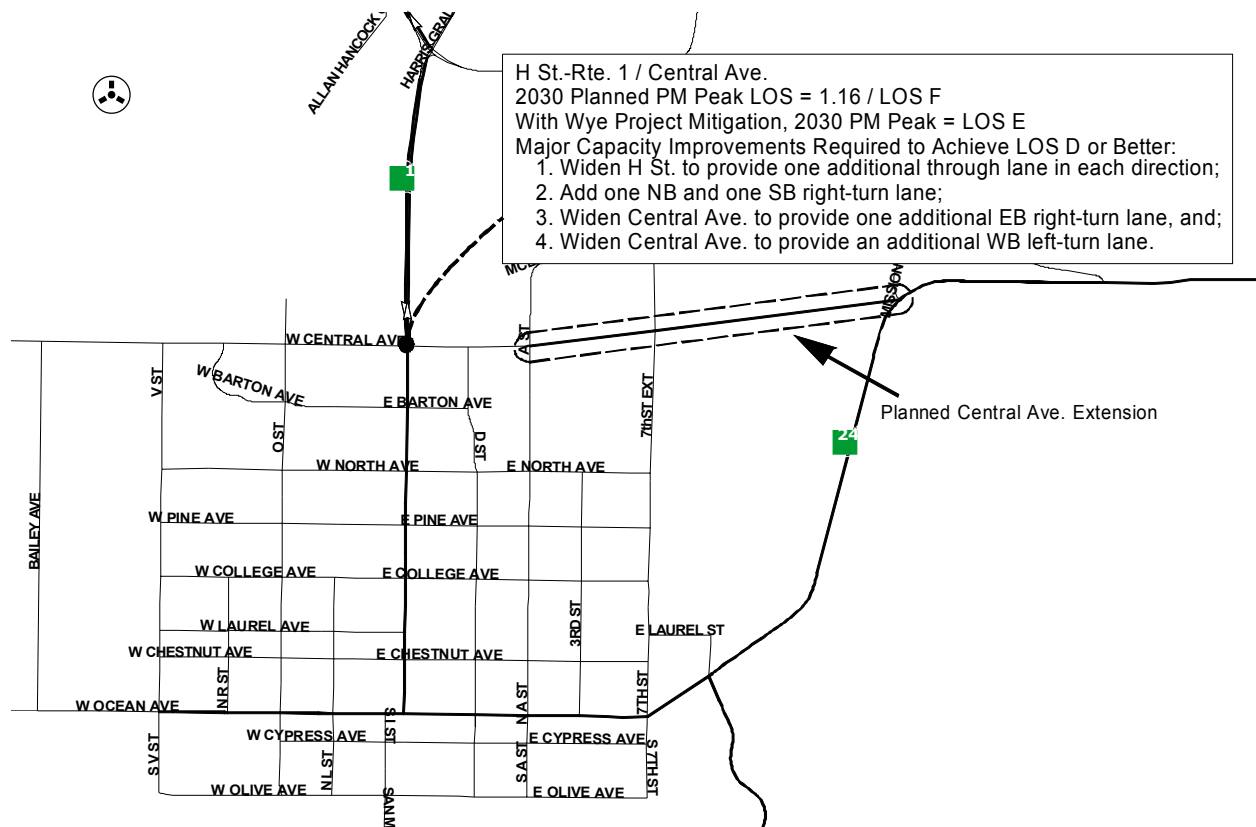 ALLAN HANCOCK
HARRIS GRA
H St.-Rte. 1 / Central Ave.
2030 Planned PM Peak LOS = 1.16 / LOS F
With Wye Project Mitigation, 2030 PM Peak = LOS E
Major Capacity Improvements Required to Achieve LOS D or Better:
1. Widen H St. to provide one additional through lane in each direction;
2. Add one NB and one SB right-turn lane;
3. Widen Central Ave. to provide one additional EB right-turn lane, and;
4. Widen Central Ave. to provide an additional WB left-turn lane.
1
MISSION
W CENTRAL AVE
A ST
V ST
W BARTON AVE
E BARTON AVE
7th ST EXT
Planned Central Ave. Extension
24
O ST
D ST
W NORTH AVE
E NORTH AVE
BAILEY AVE
W PINE AVE
E PINE AVE
W COLLEGE AVE
E COLLEGE AVE
3RD ST
W LAUREL AVE
E LAUREL ST
W CHESTNUT AVE
E CHESTNUT AVE
N R ST
N A ST
7TH ST
W OCEAN AVE
S I ST
W CYPRESS AVE
E CYPRESS AVE
S V ST
N L ST
S A ST
S 7TH ST
W OLIVE AVE
E OLIVE AVE
SAN M